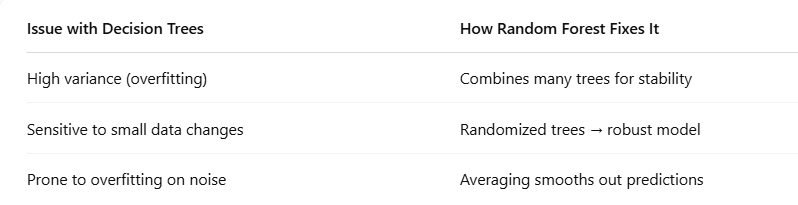 Issue with Decision Trees How Random Forest Fixes It
High variance (overfitting) Combines many trees for stability
Sensitive to small data changes Randomized trees → robust model
Prone to overfitting on noise Averaging smooths out predictions